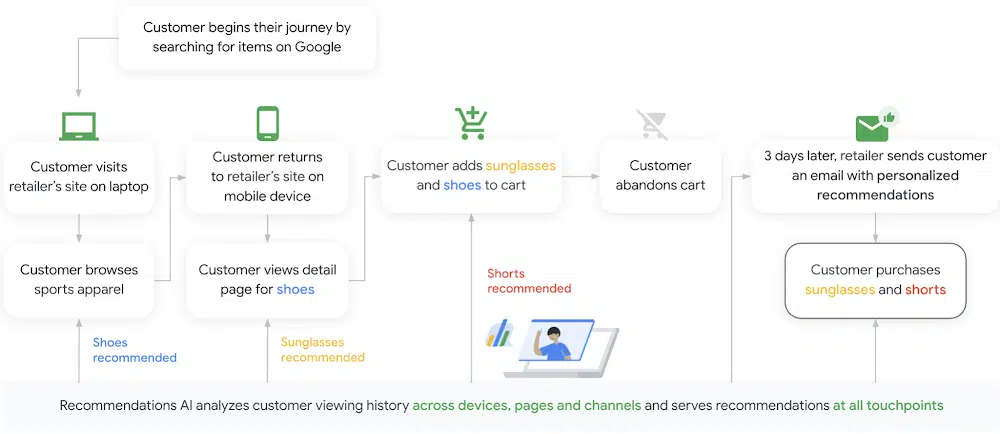 Customer begins their journey by
searching for items on Google
Customer visits
retailer's site on laptop
Customer browses
sports apparel
Shoes
recommended
Customer returns
to retailer's site on
mobile device
Customer views detail
page for shoes
Sunglasses
recommended
Customer adds sunglasses
and shoes to cart
Shorts
recommended
Customer
abandons cart
3 days later, retailer sends customer
an email with personalized
recommendations
Customer purchases
sunglasses and shorts
Recommendations AI analyzes customer viewing history across devices, pages and channels and serves recommendations at all touchpoints